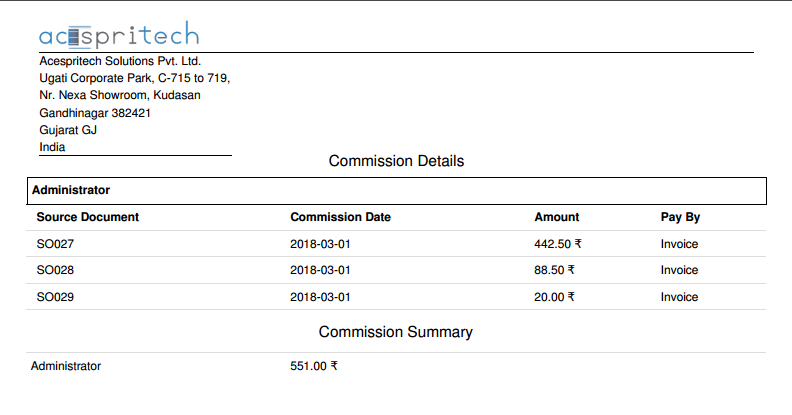 acespritech
Acespritech Solutions Pvt. Ltd.
Ugati Corporate Park, C-715 to 719,
Nr. Nexa Showroom, Kudasan
Gandhinagar 382421
Gujarat GJ
India
Commission Details
Administrator
Source Document Commission Date Amount Pay By
SO027 2018-03-01 442.50 ₹ Invoice
SO028 2018-03-01 88.50 ₹ Invoice
SO029 2018-03-01 20.00 ₹ Invoice
Commission Summary
Administrator 551.00 ₹